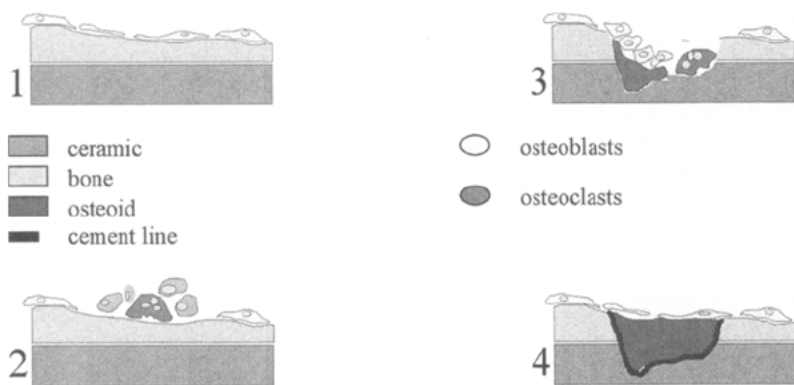 1
3
ceramic
bone
osteoid
cement line
osteoblasts
osteoclasts
2
4